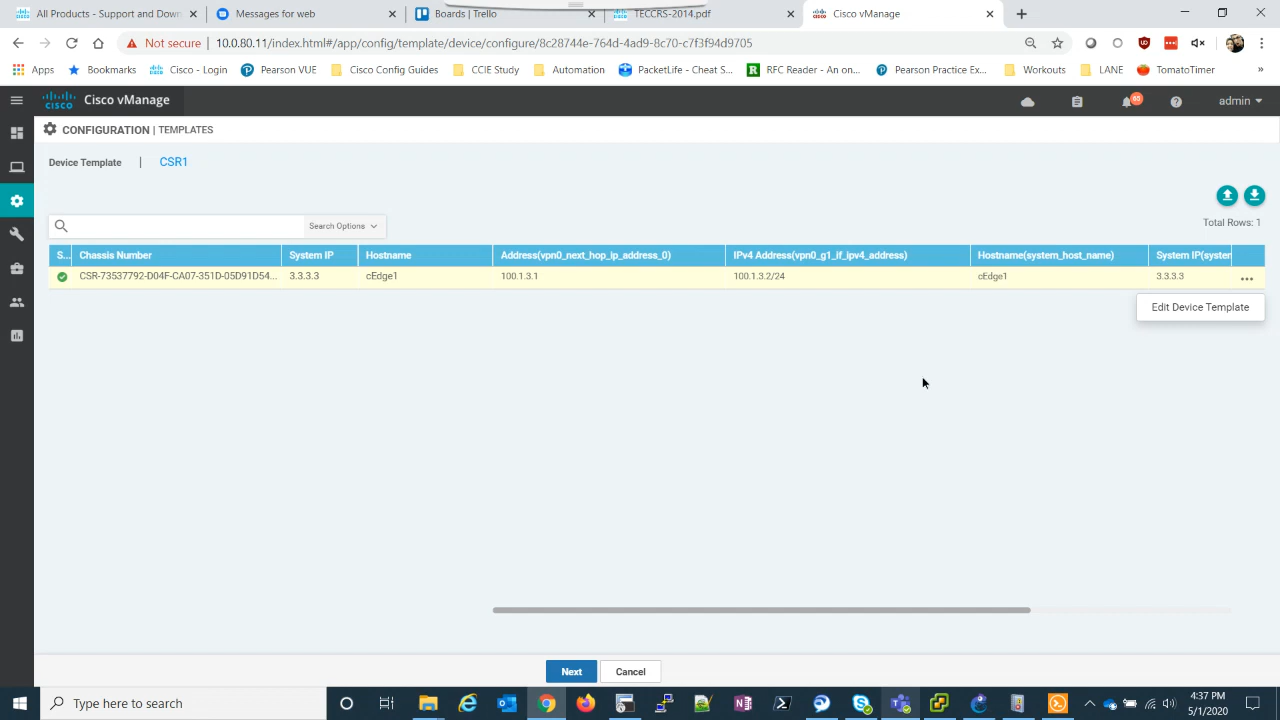 All Products - Support and Down
Messages for web
Boards | Trello
TECCRS-2014.pdf
Cisco vManage
Not secure
10.0.80.11/index.html#/app/config/template/device/configure/8c28744e-764d-4ad9-8c70-c7f3f94d9705
Apps
Bookmarks
Cisco - Login
Pearson VUE
Cisco Config Guides
CCIE Study
Automation
PacketLife - Cheat S...
RFC Reader - An on...
Pearson Practice Ex...
Workouts
LANE
TomatoTimer
»
Cisco vManage
65
admin
CONFIGURATION | TEMPLATES
Device Template | CSR1
Search Options
Total Rows: 1
S... Chassis Number System IP Hostname Address(vpn0_next_hop_ip_address_0) IPv4 Address(vpn0_g1_if_ipv4_address) Hostname(system_host_name) System IP(system
CSR-73537792-D04F-CA07-351D-05D91D54... 3.3.3.3 cEdge1 100.1.3.1 100.1.3.2/24 cEdge1 3.3.3.3 ...
Edit Device Template
Next
Cancel
Type here to search
4:37 PM
5/1/2020